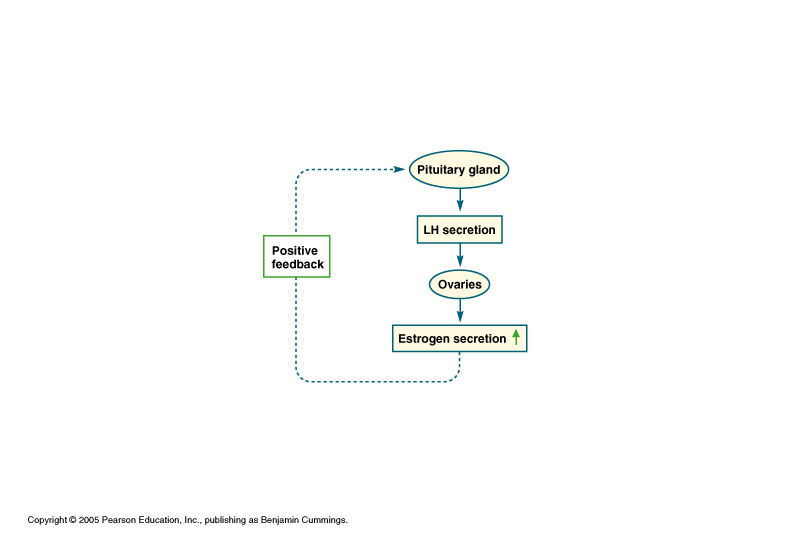 Pituitary gland
LH secretion
Positive
feedback
Ovaries
Estrogen secretion
Copyright © 2005 Pearson Education, Inc., publishing as Benjamin Cummings.